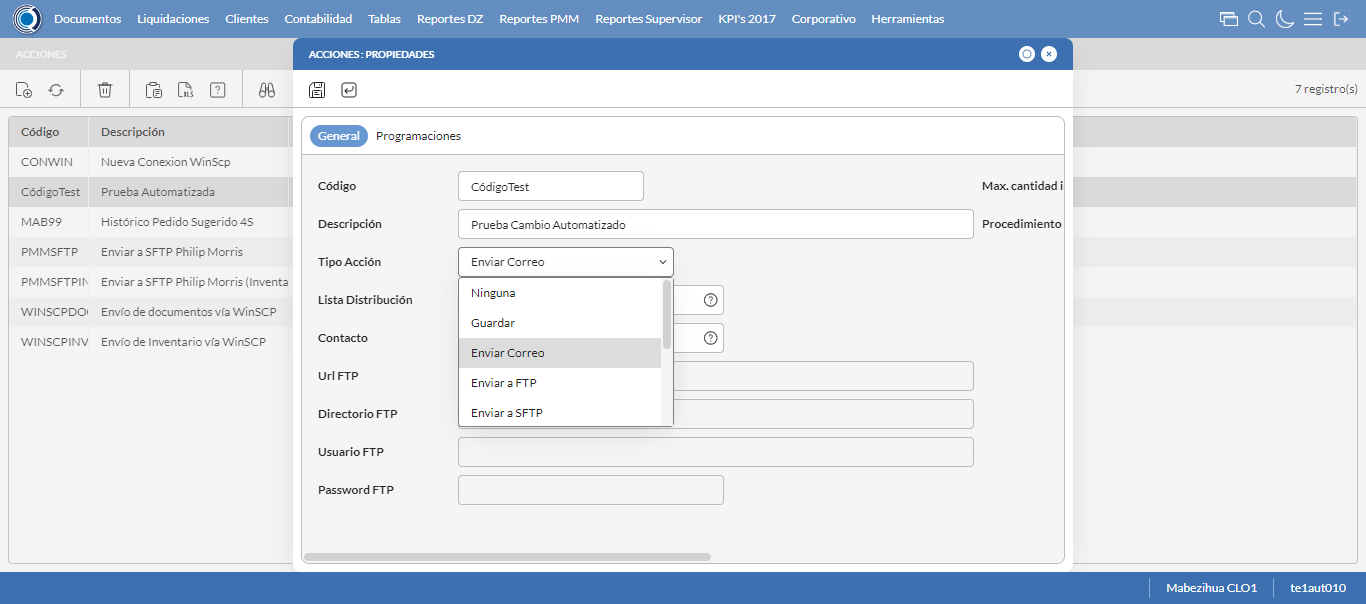 Documentos Liquidaciones Clientes Contabilidad Tablas Reportes DZ Reportes PMM Reportes Supervisor KPI's 2017 Corporativo Herramientas
ACCIONES
ACCIONES : PROPIEDADES
XLS
7 registro(s)
Código Descripción
CONWIN Nueva Conexion WinScp
CódigoTest Prueba Automatizada
MAB99 Histórico Pedido Sugerido 4S
PMMSFTP Enviar a SFTP Philip Morris
PMMSFTPIN Enviar a SFTP Philip Morris (Inventa
WINSCPDO Envío de documentos vía WinSCP
WINSCPINV Envío de Inventario vía WinSCP
General Programaciones
Código CódigoTest Max. cantidad i
Descripción Prueba Cambio Automatizado Procedimiento
Tipo Acción Enviar Correo
Ninguna
Guardar
Enviar Correo
Enviar a FTP
Enviar a SFTP
Lista Distribución
Contacto
Url FTP
Directorio FTP
Usuario FTP
Password FTP
Mabezihua CLO1 te1aut010